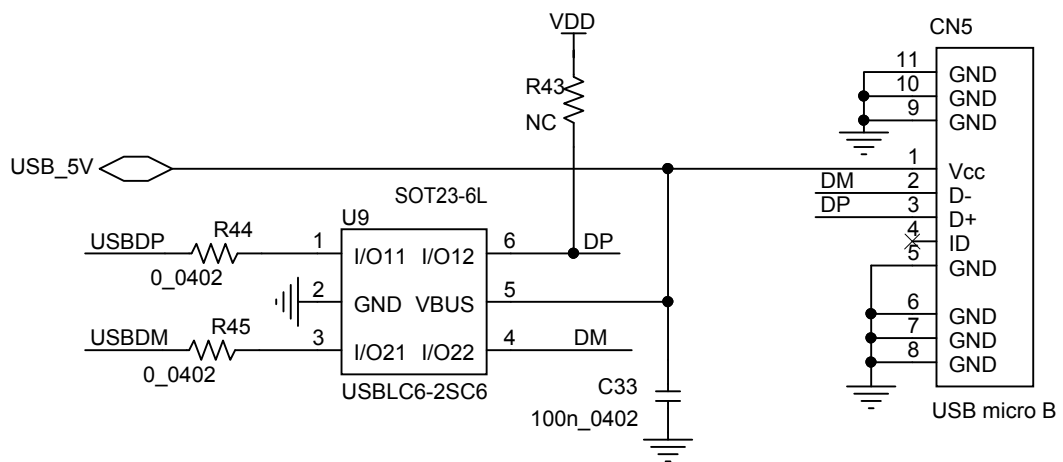 VDD
CN5
R43
NC
11
GND
10
GND
9
GND
USB_5V
1
Vcc
DM
2
D-
DP
3
D+
4
ID
5
GND
6
GND
7
GND
8
GND
USB micro B
SOT23-6L
U9
USBDP
R44
0_0402
1
I/O11
I/O12
6
DP
2
GND
VBUS
5
USBDM
R45
0_0402
3
I/O21
I/O22
4
DM
USBLC6-2SC6
C33
100n_0402